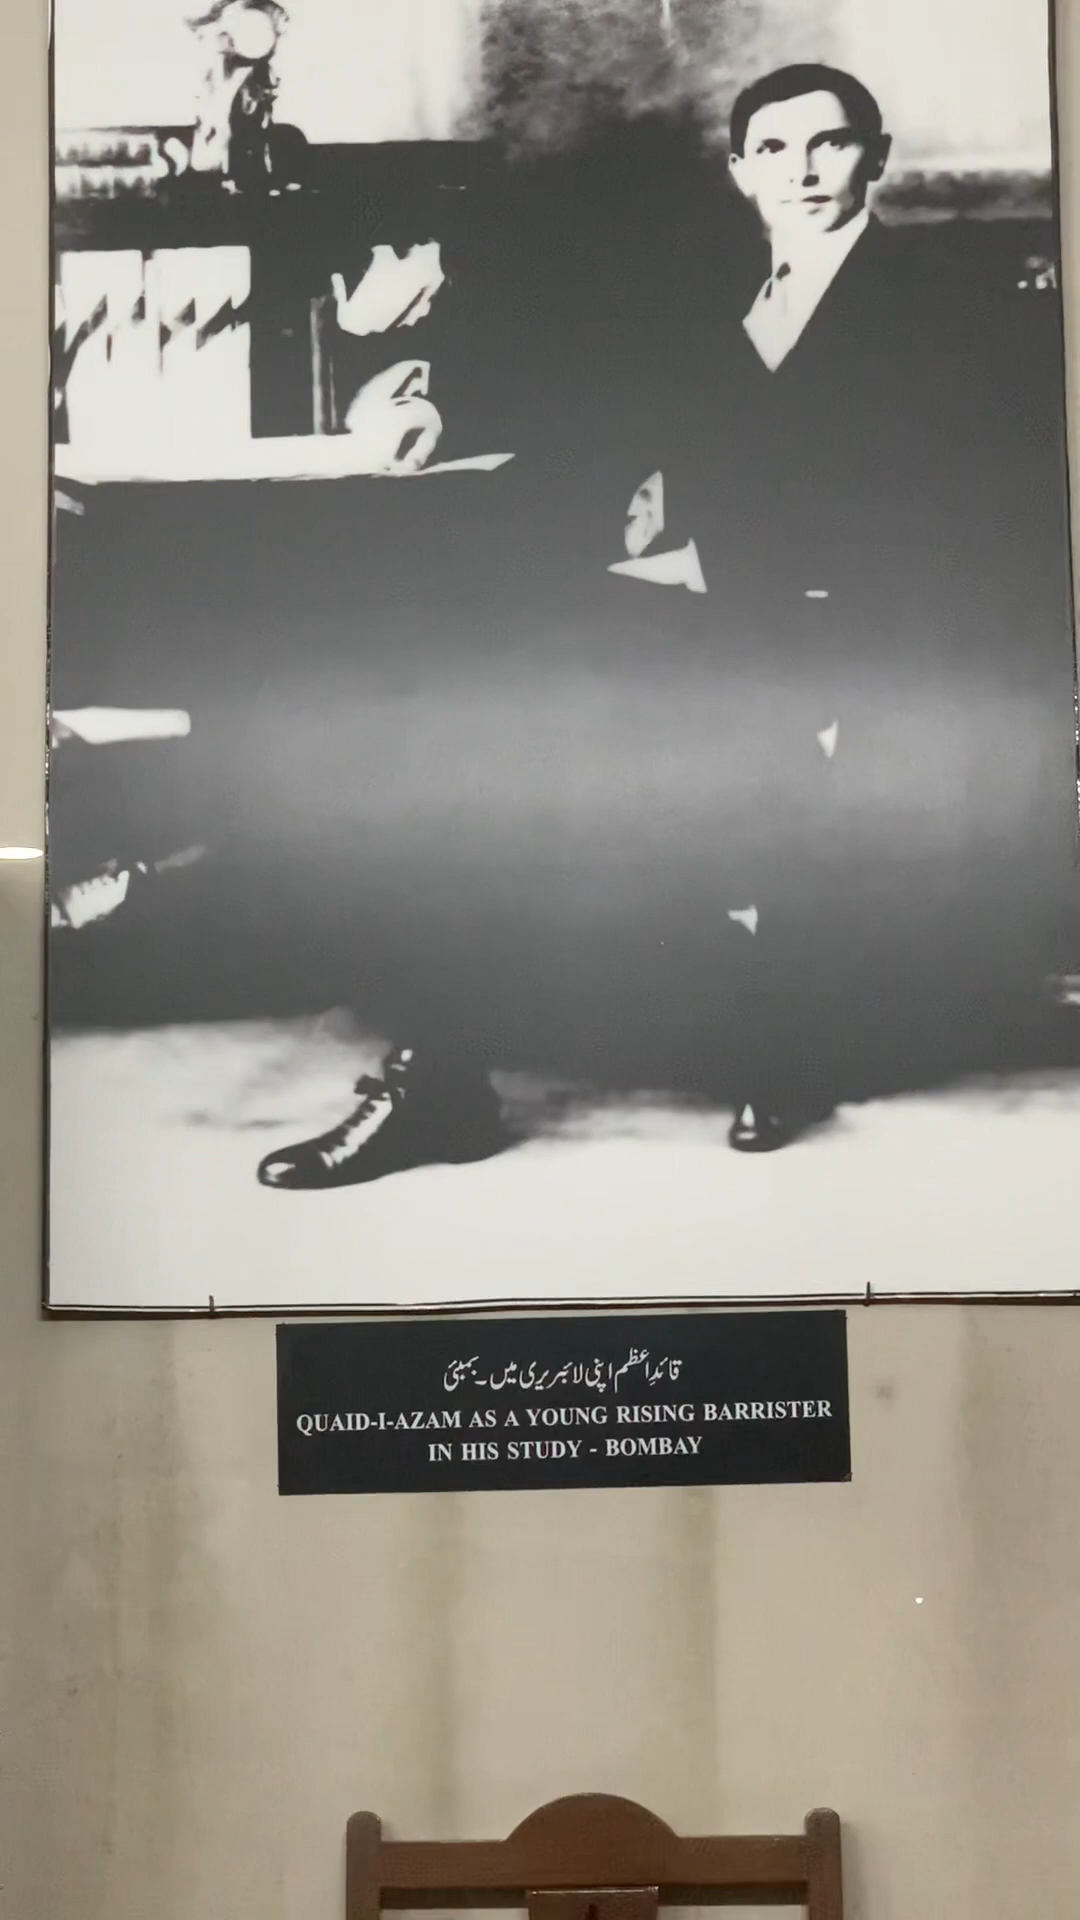 قائدِاعظم اپنی لائبریری میں۔ بمبئی
QUAID-I-AZAM AS A YOUNG RISING BARRISTER
IN HIS STUDY - BOMBAY